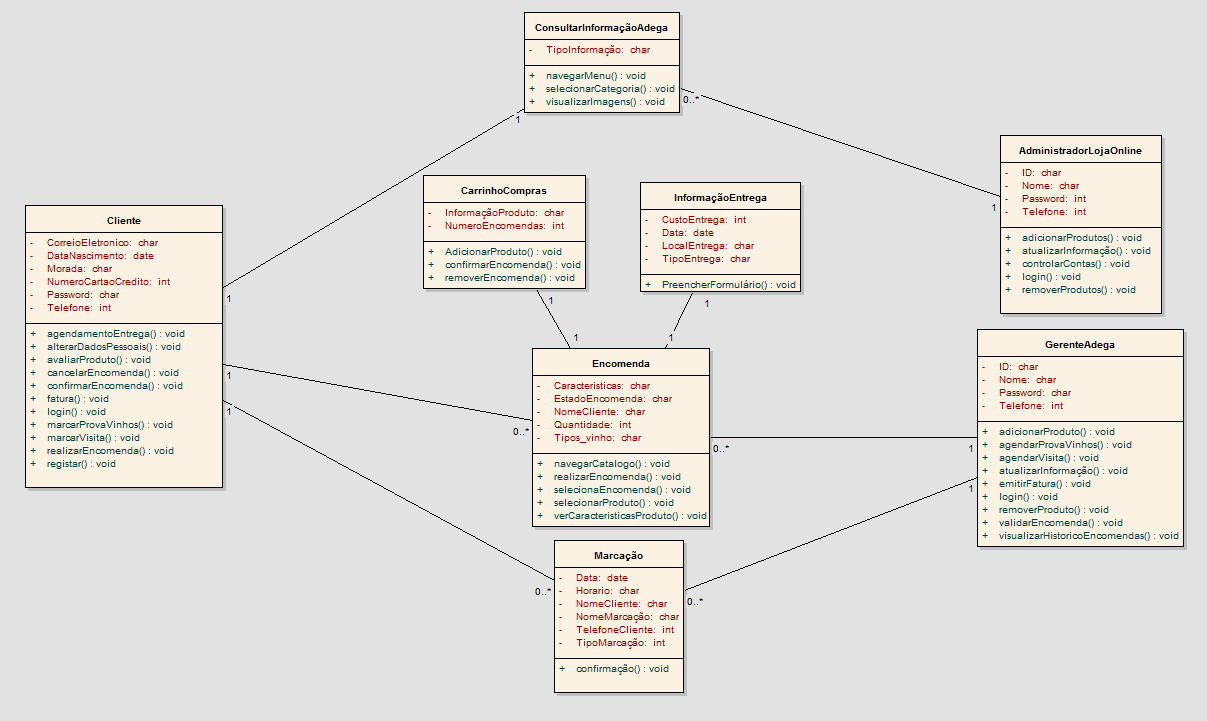 ConsultarInformaçãoAdega
- TipoInformação: char
+ navegarMenu() : void
+ selecionarCategoria() : void
+ visualizarImagens() : void
1
0..*
AdministradorLojaOnline
- ID: char
- Nome: char
- Password: int
- Telefone: int
+ adicionarProdutos() : void
+ atualizarInformação() : void
+ controlarContas() : void
+ login() : void
+ removerProdutos() : void
1
CarrinhoCompras
- InformaçãoProduto: char
- NumeroEncomendas: int
+ AdicionarProduto() : void
+ confirmarEncomenda() : void
+ removerEncomenda() : void
1
1
InformaçãoEntrega
- CustoEntrega: int
- Data: date
- LocalEntrega: char
- TipoEntrega: char
+ PreencherFormulário() : void
1
1
Cliente
- CorreioEletronico: char
- DataNascimento: date
- Morada: char
- NumeroCartaoCredito: int
- Password: char
- Telefone: int
+ agendamentoEntrega() : void
+ alterarDadosPessoais() : void
+ avaliarProduto() : void
+ cancelarEncomenda() : void
+ confirmarEncomenda() : void
+ fatura() : void
+ login() : void
+ marcarProvaVinhos() : void
+ marcarVisita() : void
+ realizarEncomenda() : void
+ registar() : void
1
1
1
Encomenda
- Caracteristicas: char
- EstadoEncomenda: char
- NomeCliente: char
- Quantidade: int
- Tipos_vinho: char
+ navegarCatalogo() : void
+ realizarEncomenda() : void
+ selecionaEncomenda() : void
+ selecionarProduto() : void
+ verCaracteristicasProduto() : void
0..*
0..*
GerenteAdega
- ID: char
- Nome: char
- Password: char
- Telefone: int
+ adicionarProduto() : void
+ agendarProvaVinhos() : void
+ agendarVisita() : void
+ atualizarInformação() : void
+ emitirFatura() : void
+ login() : void
+ removerProduto() : void
+ validarEncomenda() : void
+ visualizarHistoricoEncomendas() : void
1
1
Marcação
- Data: date
- Horario: char
- NomeCliente: char
- NomeMarcação: char
- TelefoneCliente: int
- TipoMarcação: int
+ confirmação() : void
0..*
0..*